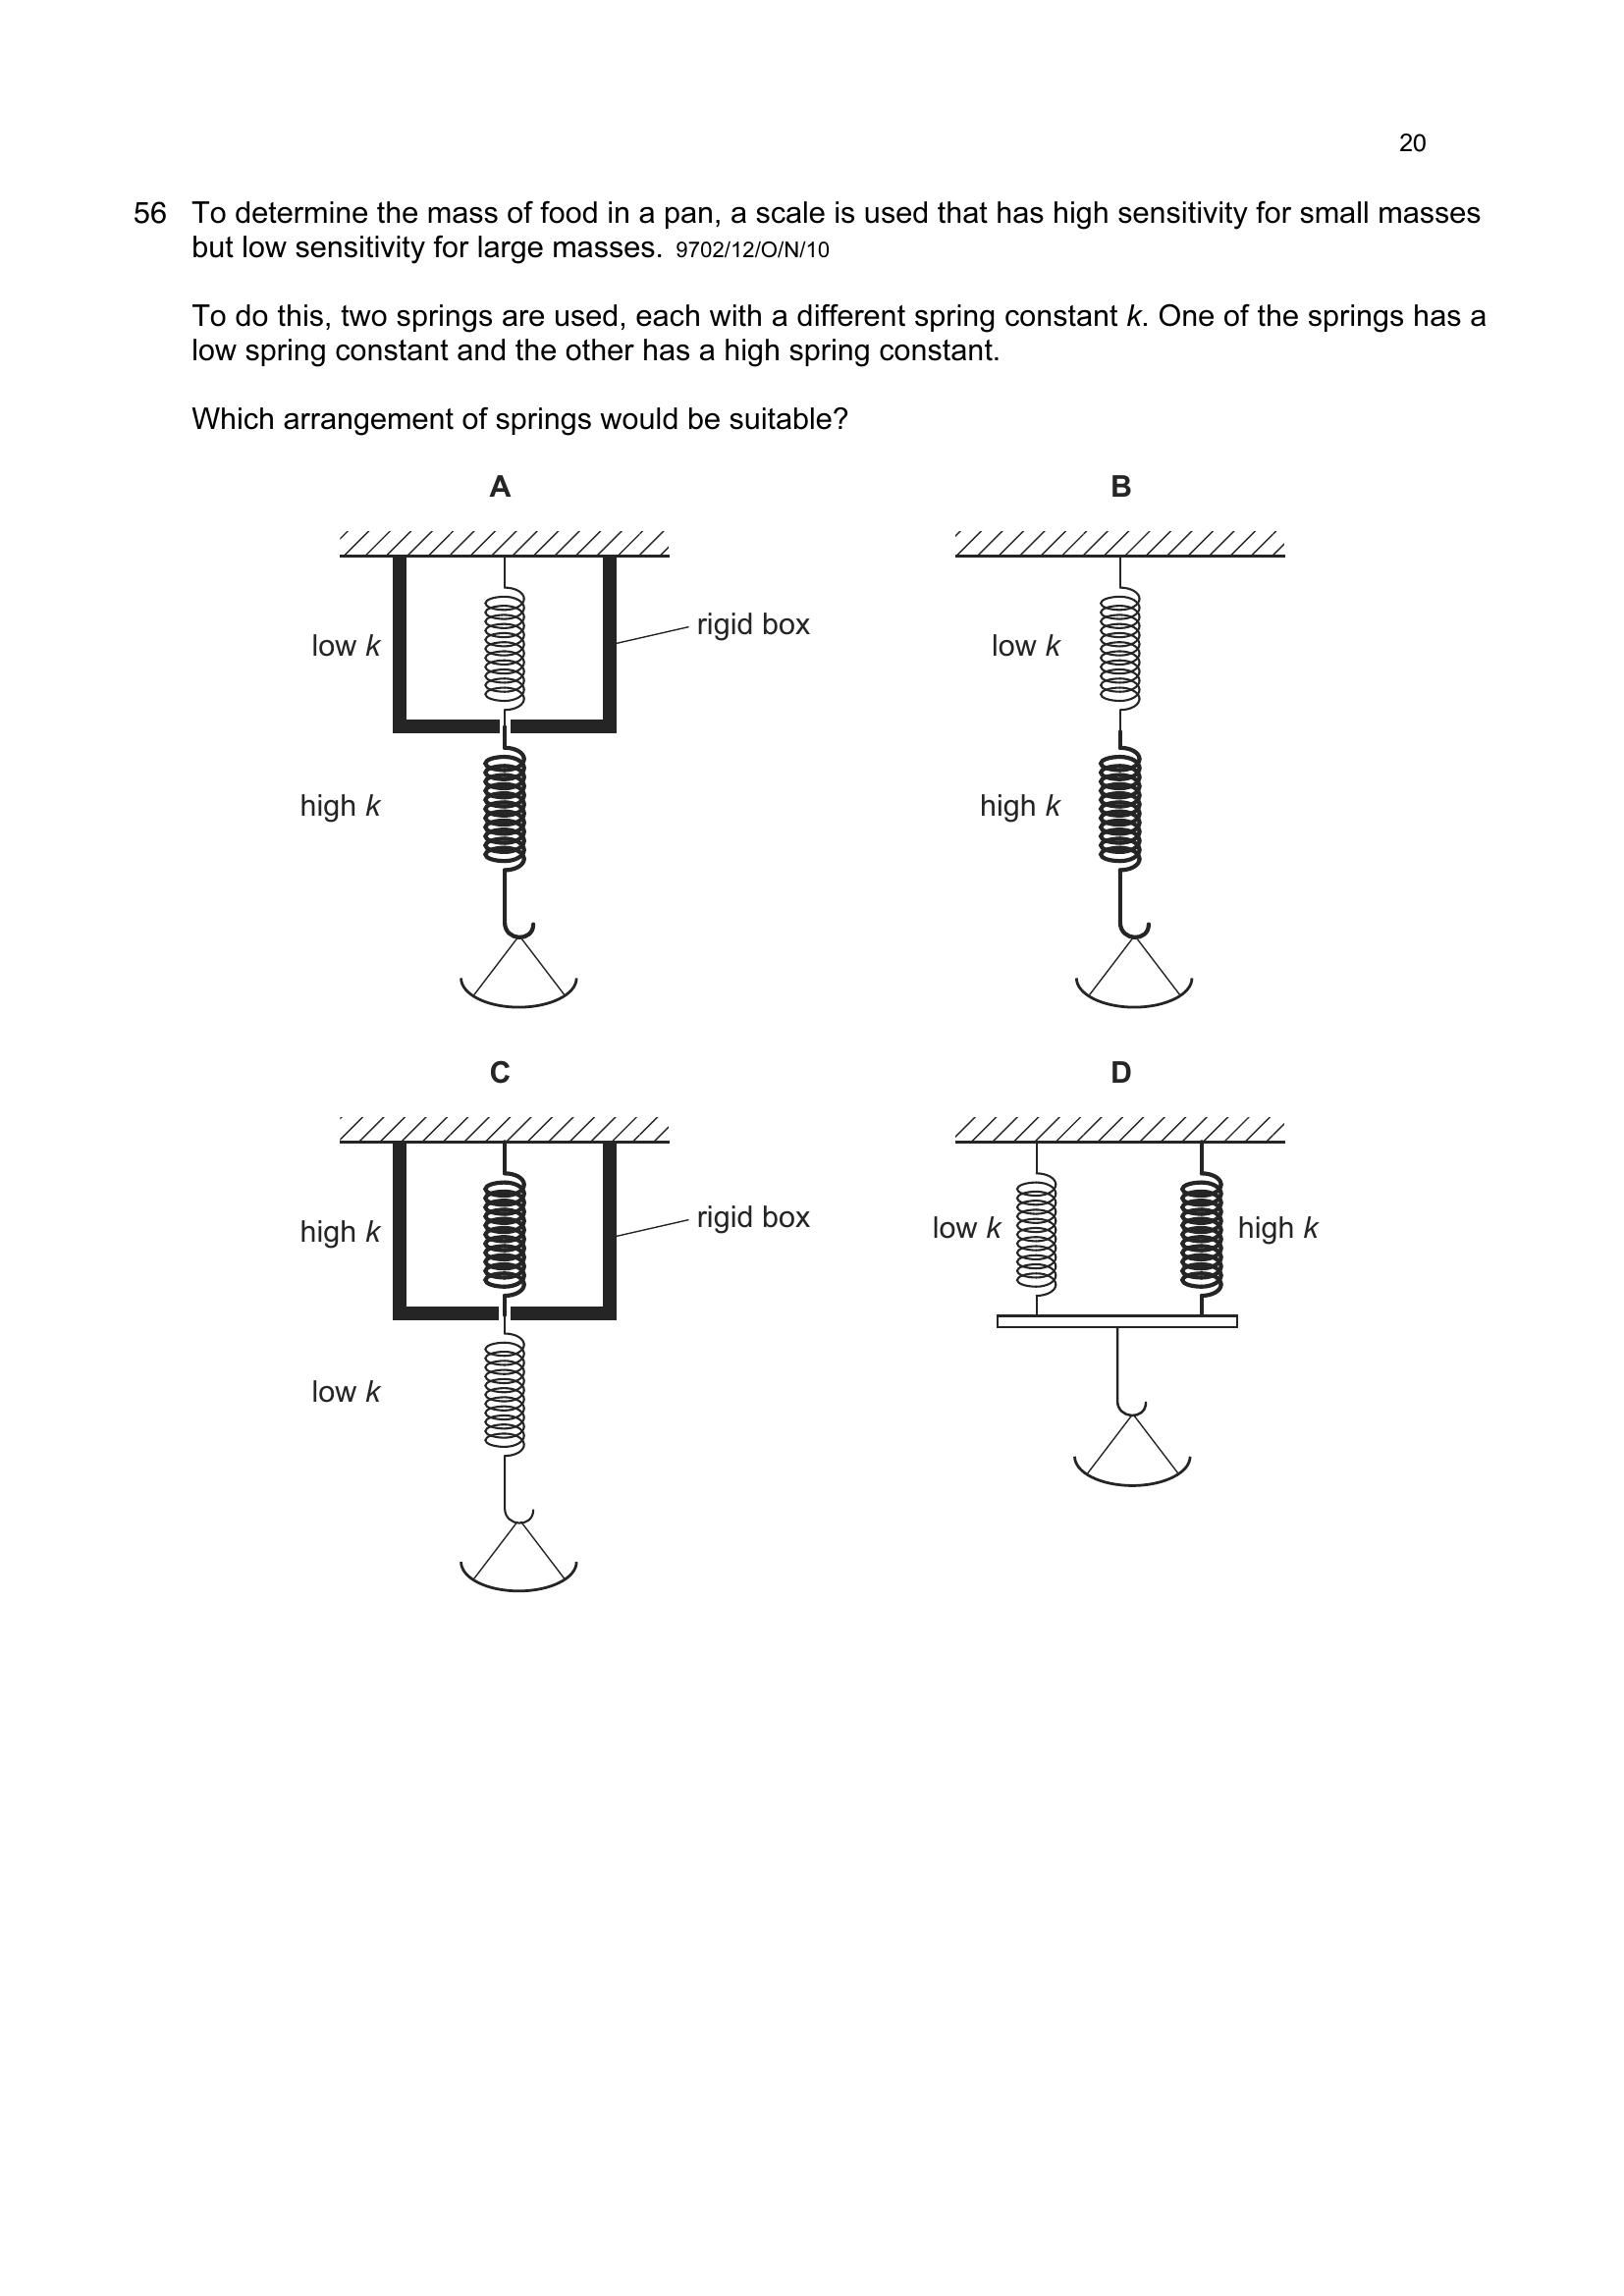 20
56 To determine the mass of food in a pan, a scale is used that has high sensitivity for small masses
but low sensitivity for large masses. 9702/12/O/N/10
To do this, two springs are used, each with a different spring constant k. One of the springs has a
low spring constant and the other has a high spring constant.
Which arrangement of springs would be suitable?
A
B
low k
rigid box
low k
high k
high k
C
D
high k
rigid box
low k
high k
low k